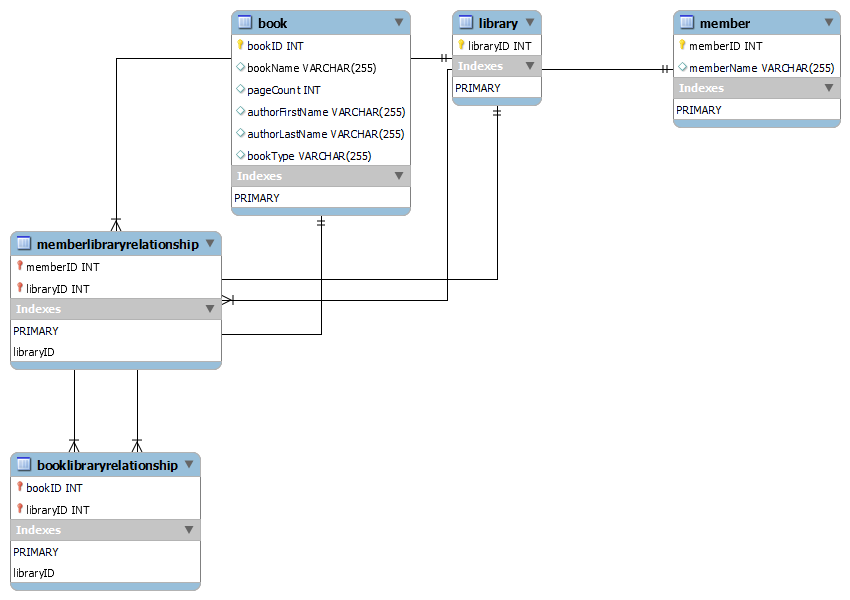 book
bookID INT
bookName VARCHAR(255)
pageCount INT
authorFirstName VARCHAR(255)
authorLastName VARCHAR(255)
bookType VARCHAR(255)
Indexes
PRIMARY
library
libraryID INT
Indexes
PRIMARY
member
memberID INT
memberName VARCHAR(255)
Indexes
PRIMARY
memberlibraryrelationship
memberID INT
libraryID INT
Indexes
PRIMARY
libraryID
booklibraryrelationship
bookID INT
libraryID INT
Indexes
PRIMARY
libraryID